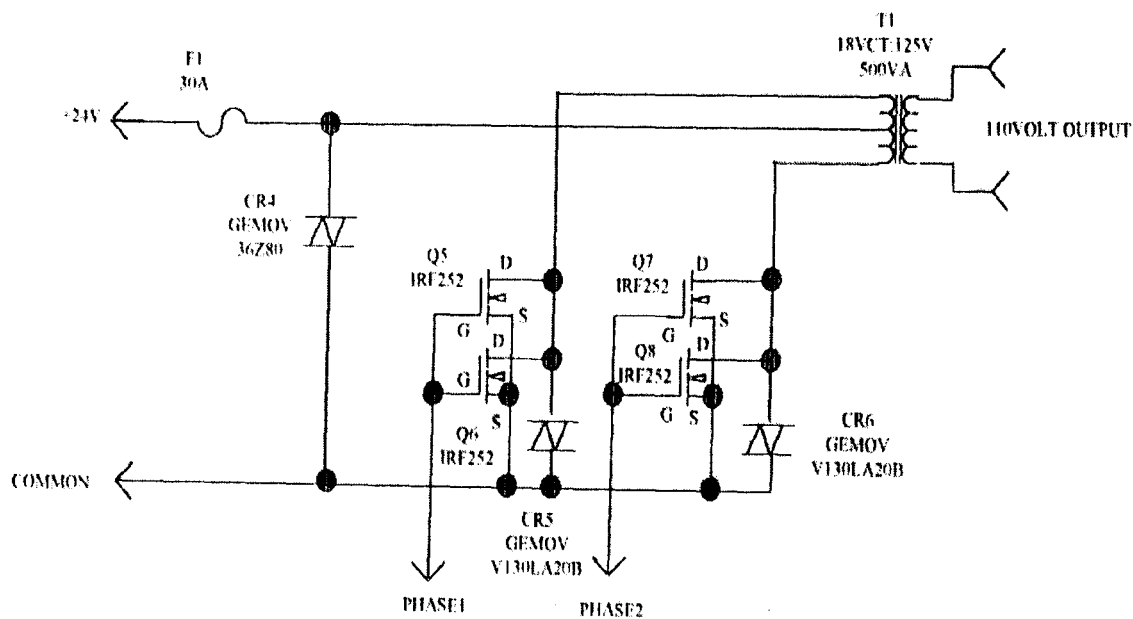 T1
18VCT:125V
500VA
F1
30A
+24V
110VOLT OUTPUT
CR4
GEMOV
36Z80
Q5
IRF252
D
S
G
Q7
IRF252
D
S
G
D
G
S
Q6
IRF252
Q8
IRF252
D
G
S
CR6
GEMOV
V130LA20B
COMMON
CR5
GEMOV
V130LA20B
PHASE1
PHASE2